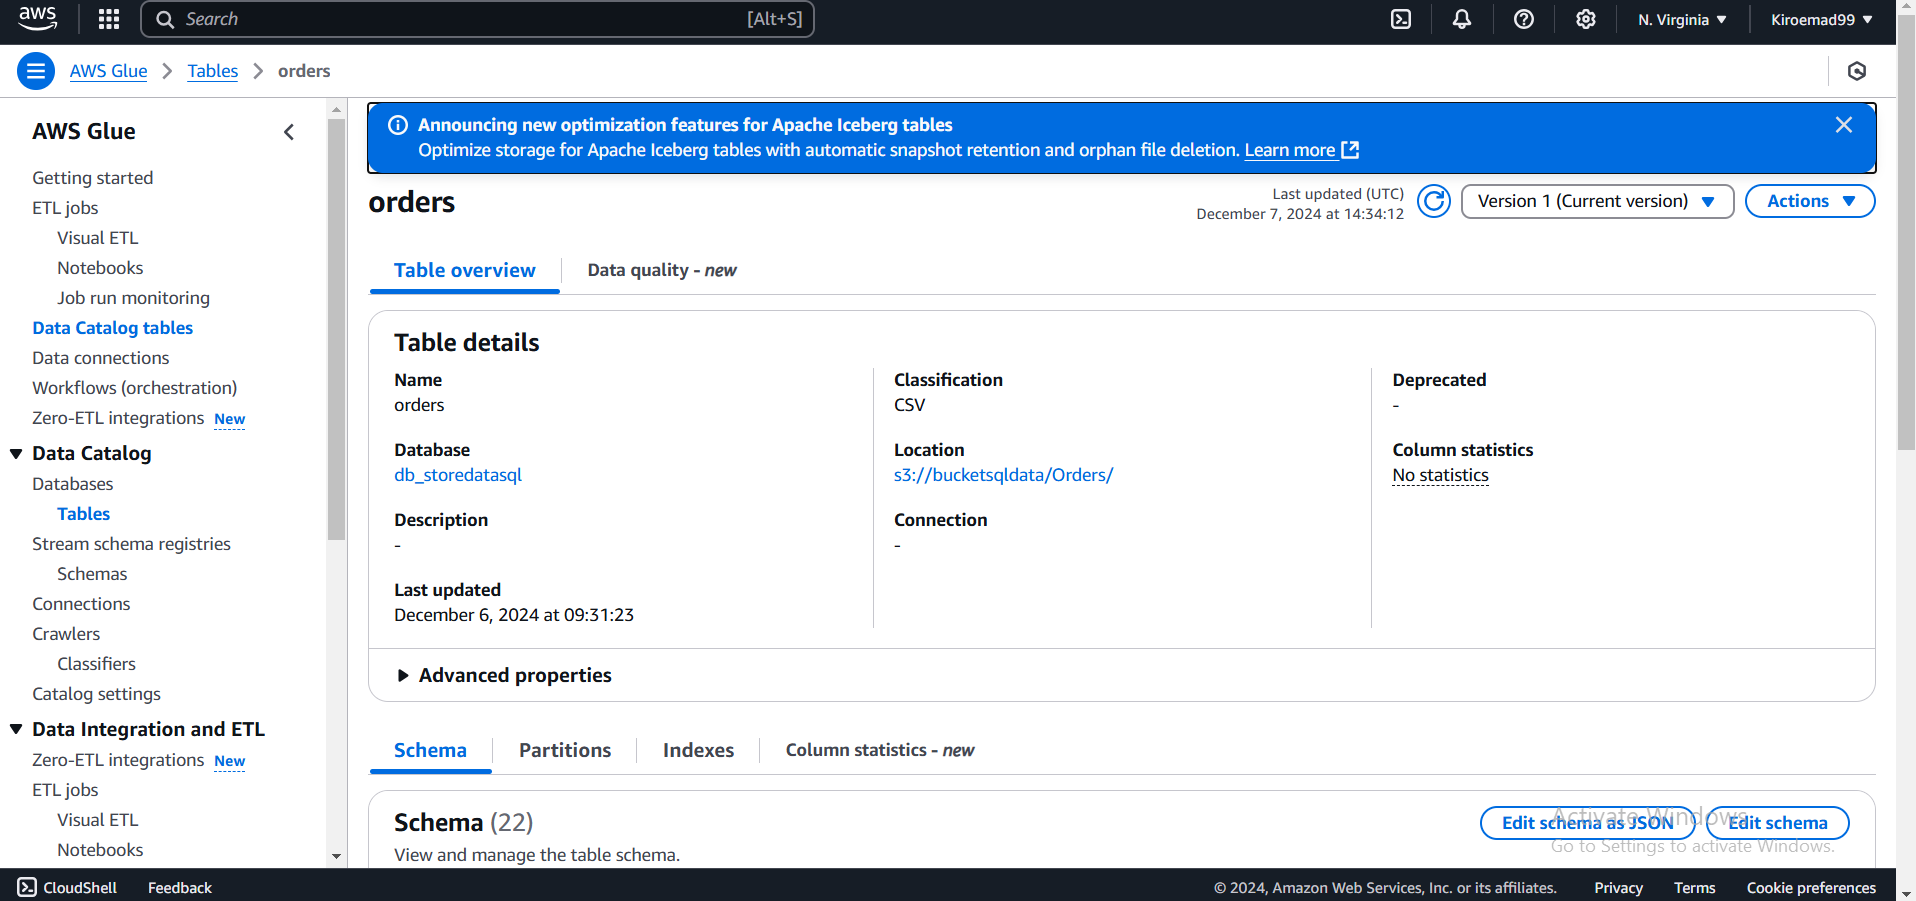 aws
Search [Alt+S]
N. Virginia
Kiroemad99
AWS Glue
Tables
orders
AWS Glue
Getting started
ETL jobs
Visual ETL
Notebooks
Job run monitoring
Data Catalog tables
Data connections
Workflows (orchestration)
Zero-ETL integrations New
Data Catalog
Databases
Tables
Stream schema registries
Schemas
Connections
Crawlers
Classifiers
Catalog settings
Data Integration and ETL
Zero-ETL integrations New
ETL jobs
Visual ETL
Notebooks
Announcing new optimization features for Apache Iceberg tables
Optimize storage for Apache Iceberg tables with automatic snapshot retention and orphan file deletion. Learn more
orders
Last updated (UTC)
December 7, 2024 at 14:34:12
Version 1 (Current version)
Actions
Table overview
Data quality - new
Table details
Name
orders
Database
db_storedatasql
Description
-
Last updated
December 6, 2024 at 09:31:23
Classification
CSV
Location
s3://bucketsqldata/Orders/
Connection
-
Deprecated
-
Column statistics
No statistics
Advanced properties
Schema
Partitions
Indexes
Column statistics - new
Schema (22)
View and manage the table schema.
Edit schema as JSON
Edit schema
Activate Windows
Go to Settings to activate Windows.
CloudShell
Feedback
© 2024, Amazon Web Services, Inc. or its affiliates.
Privacy
Terms
Cookie preferences